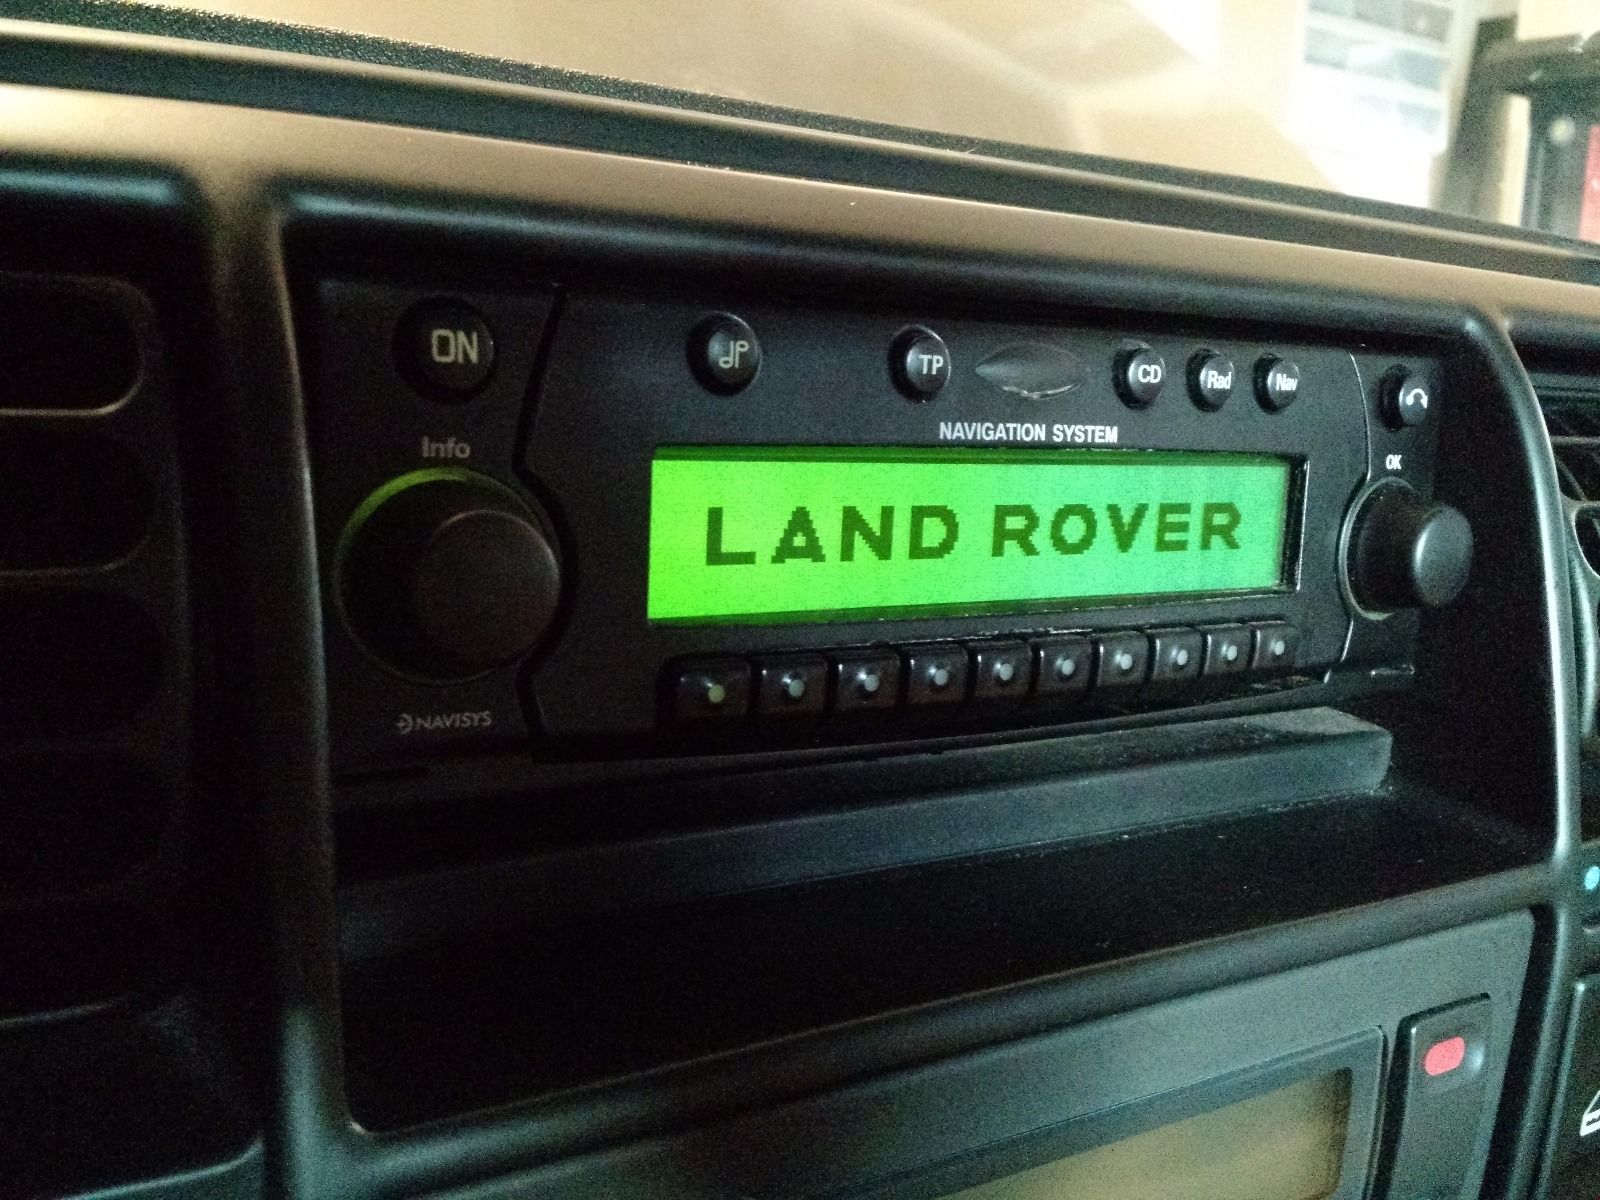 ON
TP
CD
Rad
Nav
NAVIGATION SYSTEM
Info
OK
LAND ROVER
NAVISYS